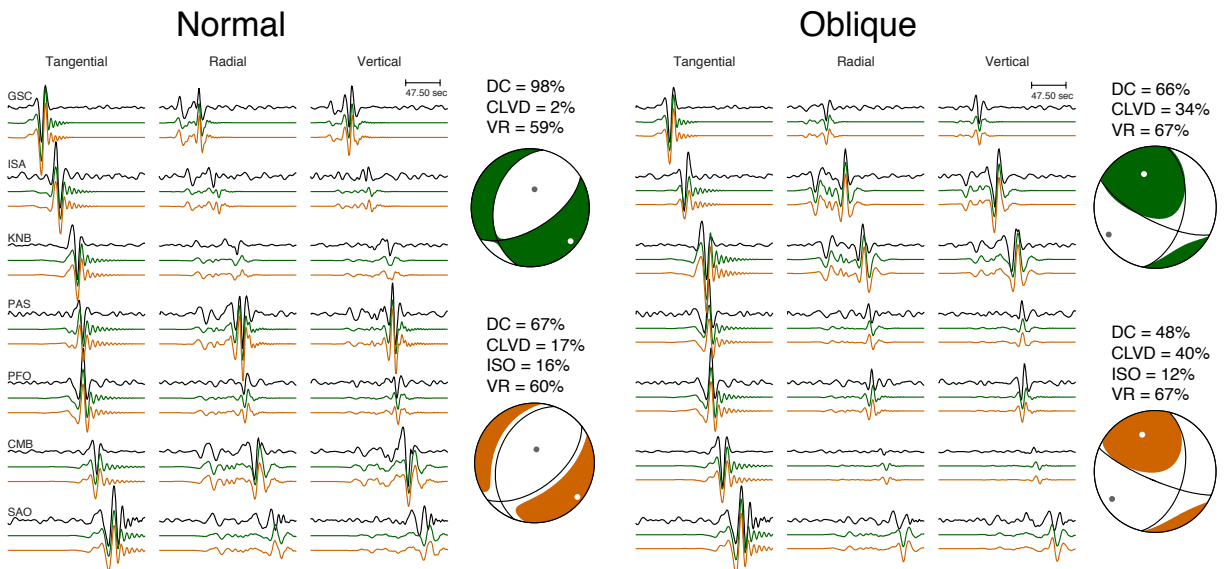 Normal
Oblique
Tangential Radial Vertical
47.50 sec
GSC
ISA
KNB
PAS
PFO
CMB
SAO
DC = 98%
CLVD = 2%
VR = 59%
DC = 67%
CLVD = 17%
ISO = 16%
VR = 60%
Tangential Radial Vertical
47.50 sec
DC = 66%
CLVD = 34%
VR = 67%
DC = 48%
CLVD = 40%
ISO = 12%
VR = 67%